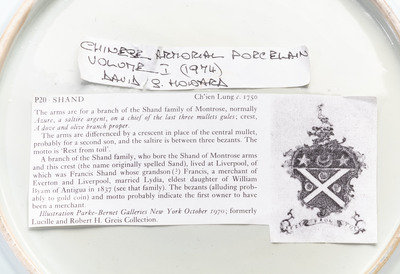 CHINESE ARMORIAL PORCELAIN
VOLUME I (1974)
DAVID S. HOWARD
P20 SHAND Ch'ien Lung c. 1750
The arms are for a branch of the Shand family of Montrose, normally
Azure, a saltire argent, on a chief of the last three mullets gules; crest,
A dove and olive branch proper.
The arms are differenced by a crescent in place of the central mullet,
probably for a second son, and the saltire is between three bezants. The
motto is 'Rest from toil'.
A branch of the Shand family, who bore the Shand of Montrose arms
and this crest (the name originally spelled Sand), lived at Liverpool, of
which was Francis Shand whose grandson(?) Francis, a merchant of
Everton and Liverpool, married Lydia, eldest daughter of William
Byam of Antigua in 1837 (see that family). The bezants (alluding prob-
ably to gold coin) and motto probably indicate the first owner to have
been a merchant.
Illustration Parke-Bernet Galleries New York October 1970; formerly
Lucille and Robert H. Gries Collection.